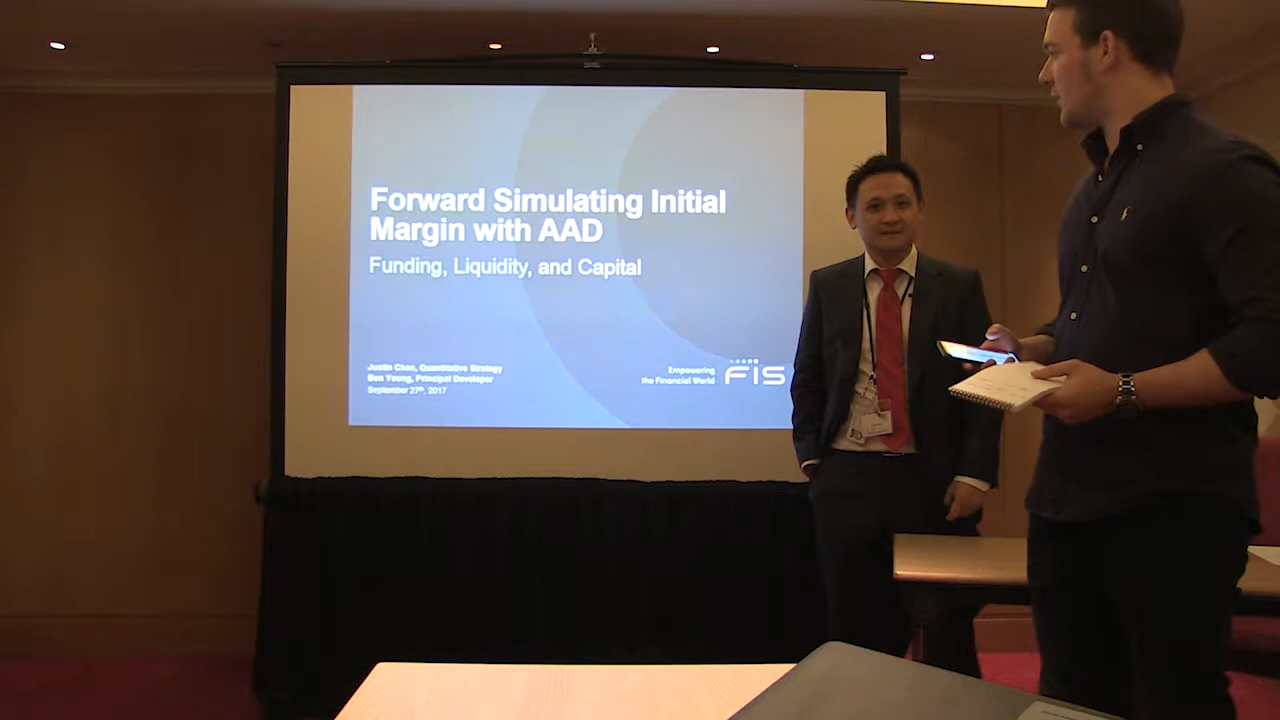 Forward Simulating Initial
Margin with AAD
Funding, Liquidity, and Capital
Justin Chan, Quantitative Strategy
Ben Young, Principal Developer
September 27th, 2017
Empowering
the Financial World
FIS